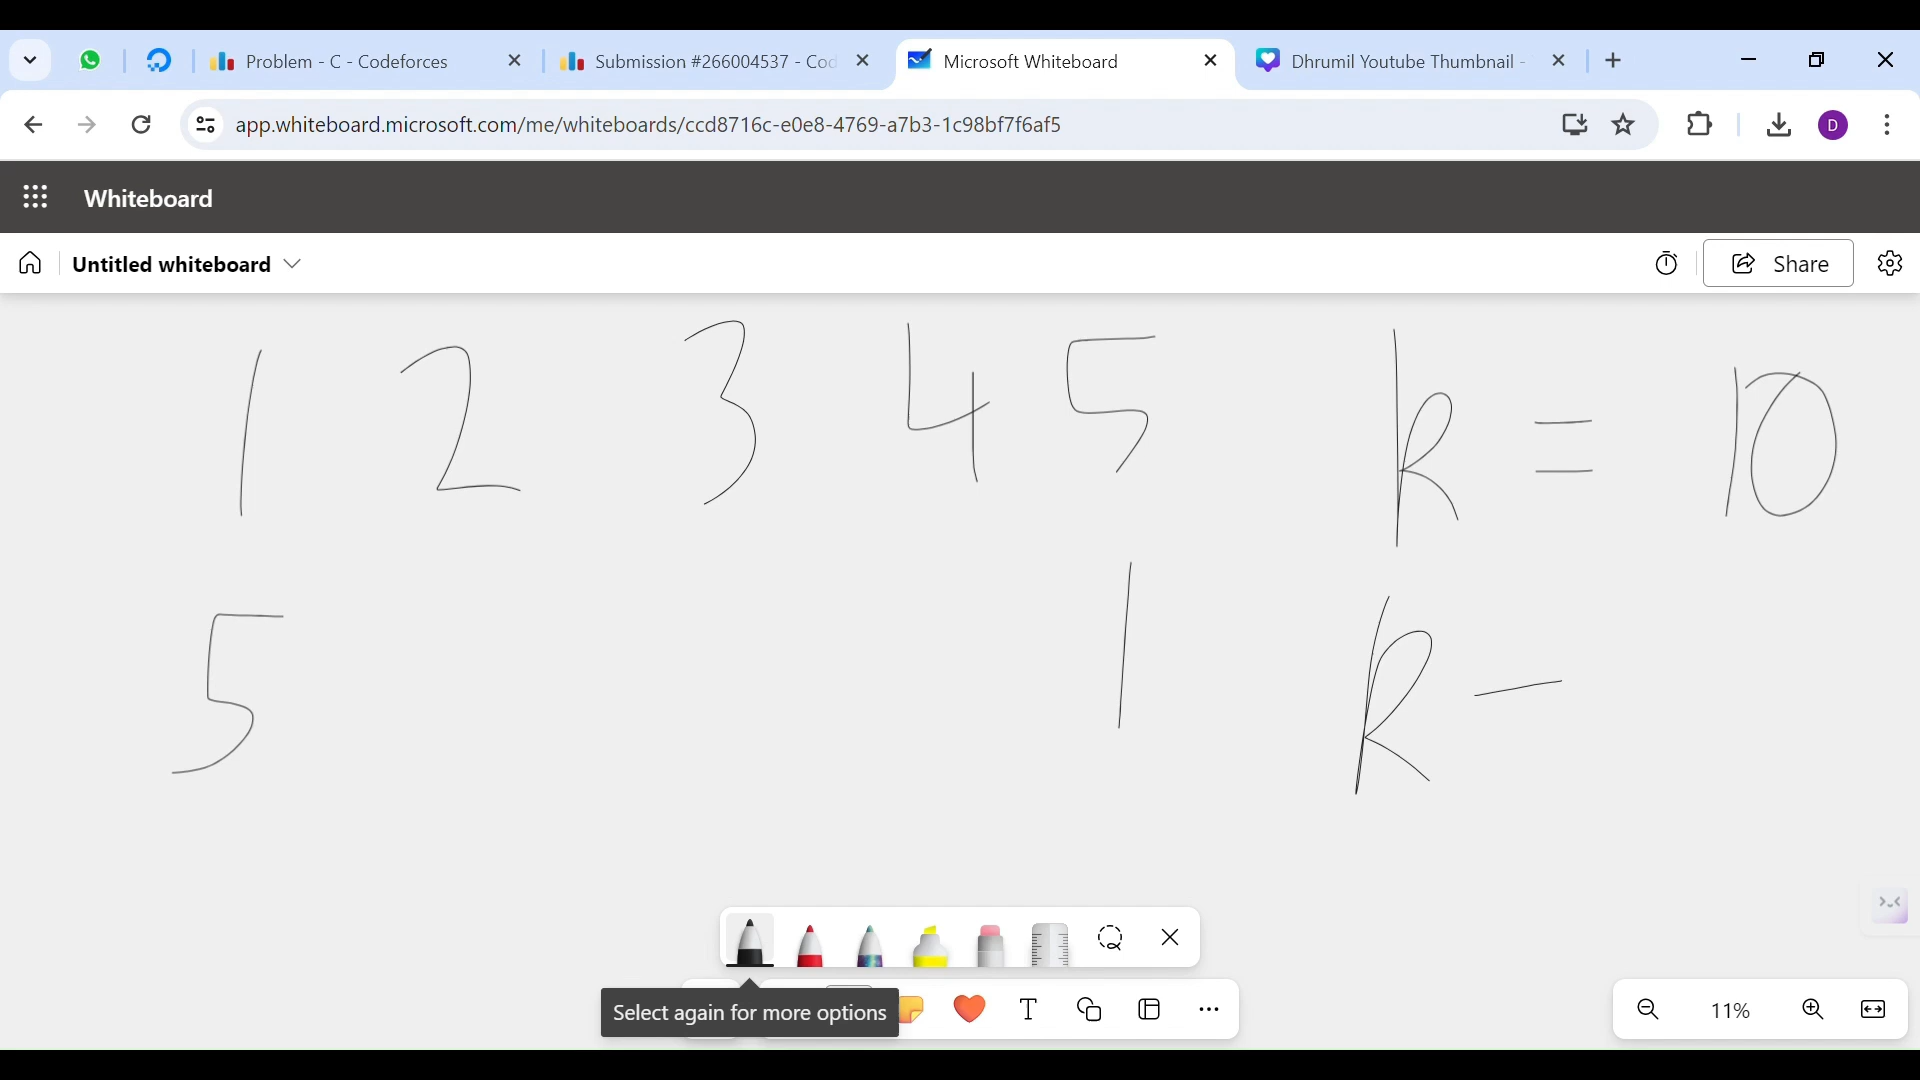 Problem - C - Codeforces
Submission #266004537 - Cod
Microsoft Whiteboard
Dhrumil Youtube Thumbnail -
app.whiteboard.microsoft.com/me/whiteboards/ccd8716c-e0e8-4769-a7b3-1c98bf7f6af5
D
Whiteboard
Untitled whiteboard
Share
1 2 3 4 5 k = 10
5 1 k -
Select again for more options
T
11%